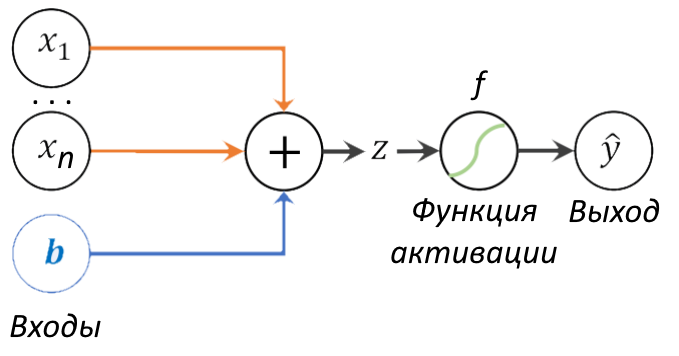 x₁
...
xₙ
b
Входы
+
z
f
Функция
активации
ŷ
Выход